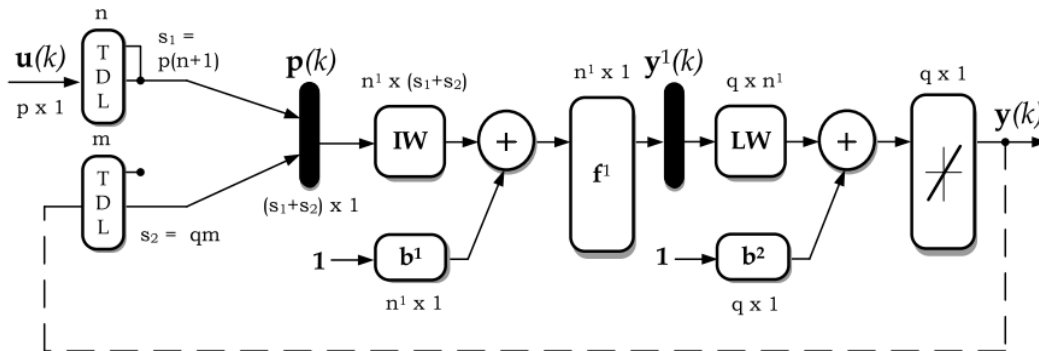 n
s₁ =
p(n+1)
u(k)
p x 1
T
D
L
m
T
D
L
s₂ = qm
p(k)
(s₁+s₂) x 1
n¹ x (s₁+s₂)
IW
+
1
b¹
n¹ x 1
n¹ x 1
f¹
y¹(k)
q x n¹
LW
+
1
b²
q x 1
q x 1
y(k)